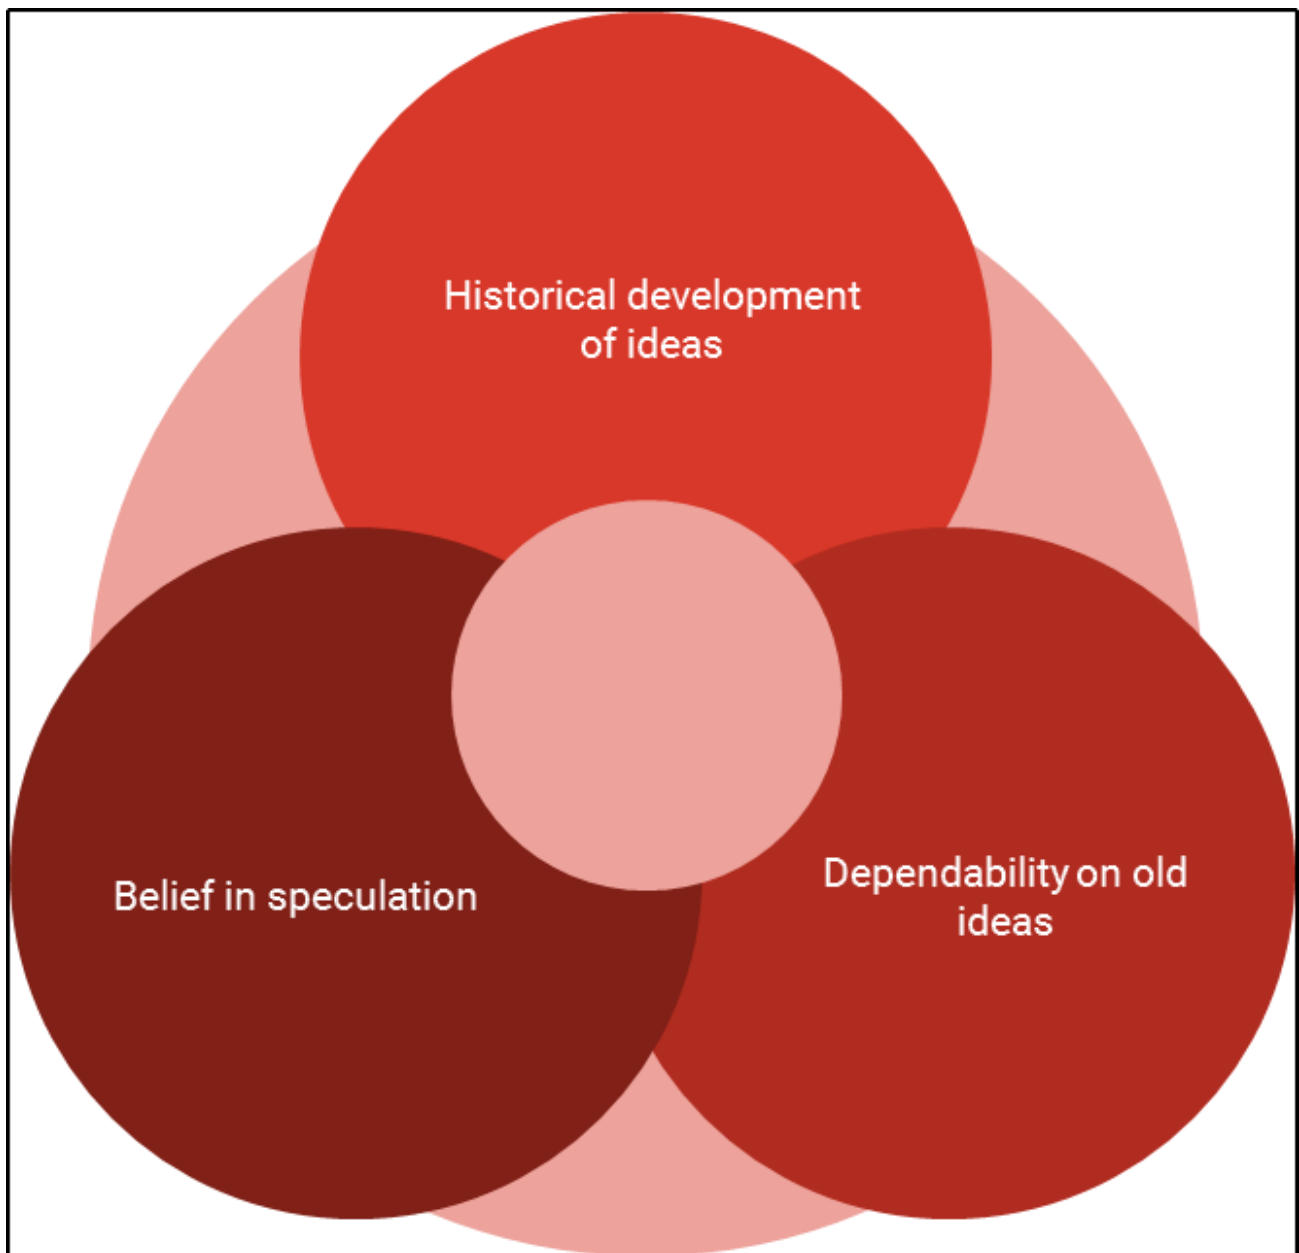 Historical development
of ideas
Belief in speculation
Dependability on old
ideas